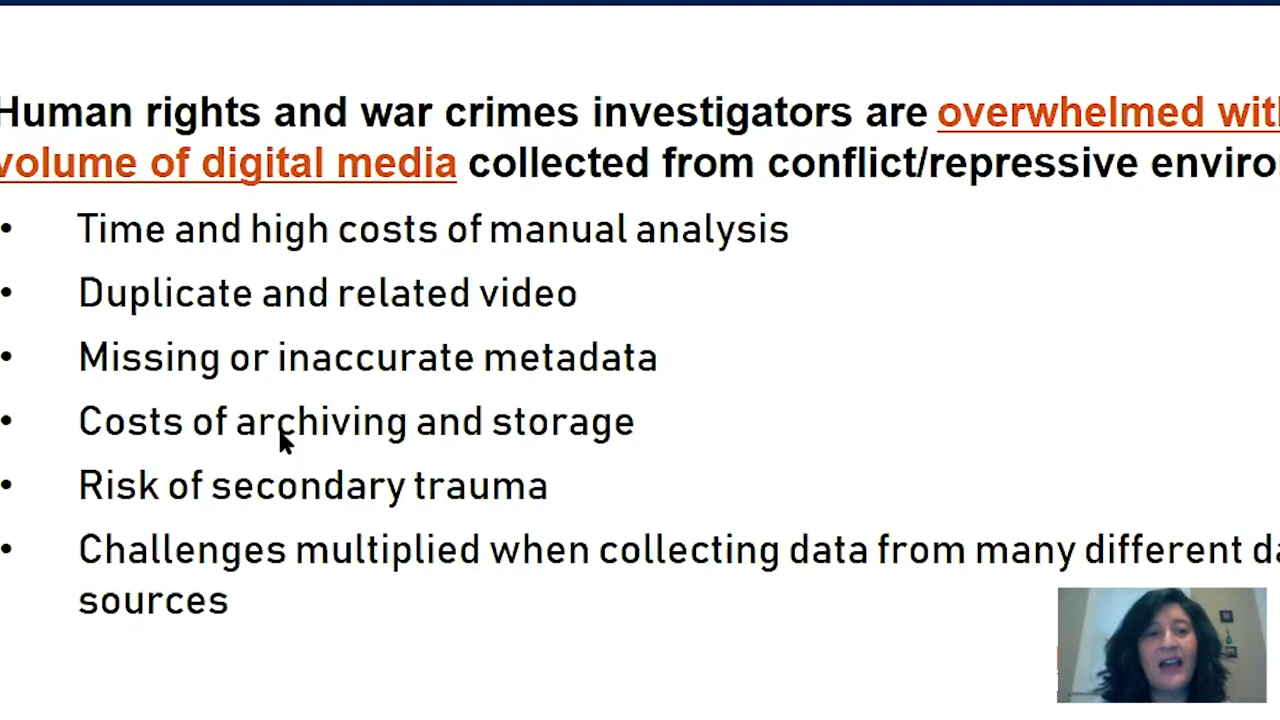 Human rights and war crimes investigators are overwhelmed with
volume of digital media collected from conflict/repressive enviro
• Time and high costs of manual analysis
• Duplicate and related video
• Missing or inaccurate metadata
• Costs of archiving and storage
• Risk of secondary trauma
• Challenges multiplied when collecting data from many different da
sources